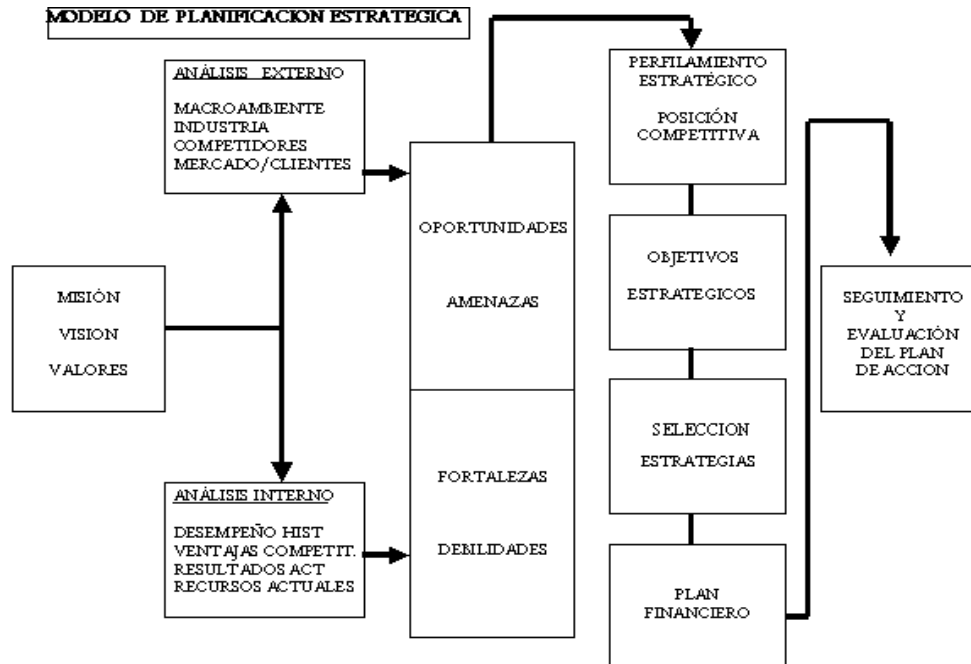 MODELO DE PLANIFICACION ESTRATEGICA
ANÁLISIS EXTERNO
MACROAMBIENTE
INDUSTRIA
COMPETIDORES
MERCADO/CLIENTES
MISIÓN
VISION
VALORES
ANÁLISIS INTERNO
DESEMPEÑO HIST
VENTAJAS COMPETIT.
RESULTADOS ACT
RECURSOS ACTUALES
OPORTUNIDADES
AMENAZAS
FORTALEZAS
DEBILIDADES
PERFILAMIENTO
ESTRATÉGICO
POSICIÓN
COMPETITIVA
OBJETIVOS
ESTRATEGICOS
SELECCION
ESTRATEGIAS
PLAN
FINANCIERO
SEGUIMIENTO
Y
EVALUACIÓN
DEL PLAN
DE ACCION